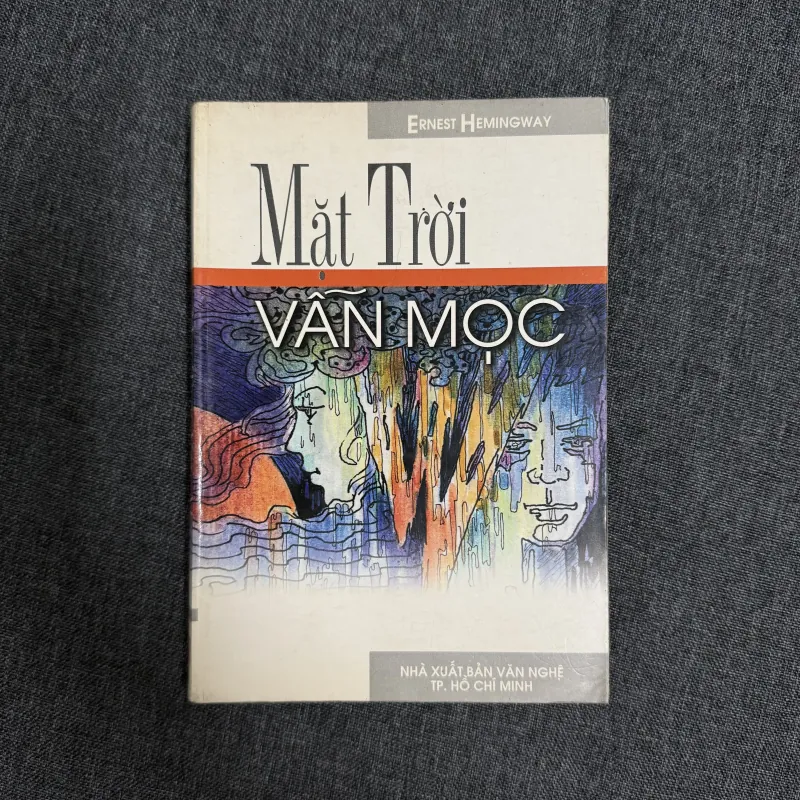 ERNEST HEMINGWAY
Mặt Trời
VẪN MỌC
NHÀ XUẤT BẢN VĂN NGHỆ
TP. HỒ CHÍ MINH